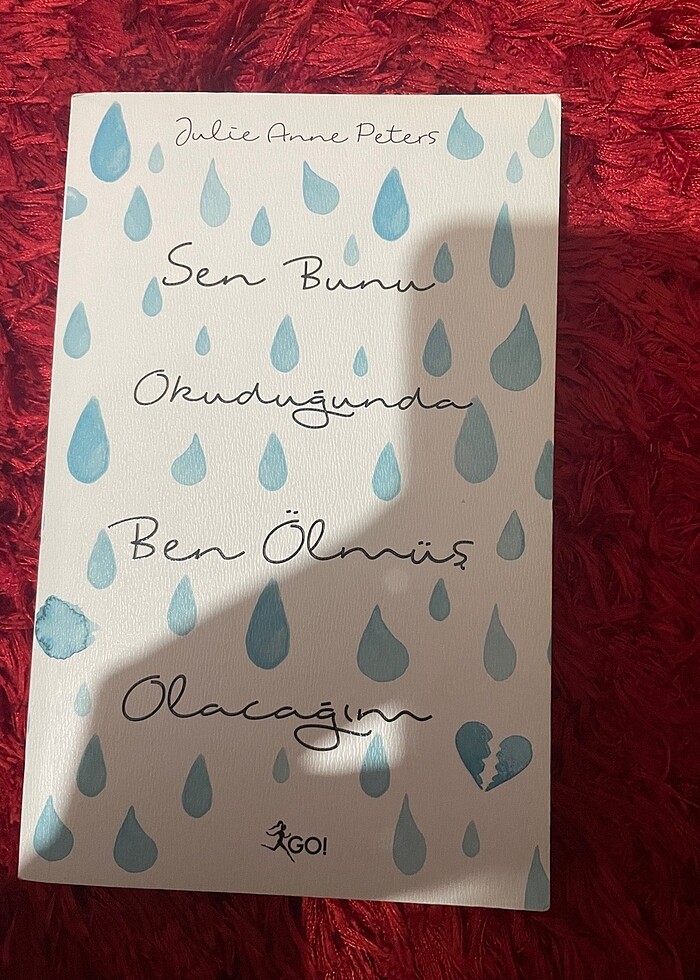 Julie Anne Peters
Sen Bunu
Okuduğunda
Ben Ölmüş
Olacağım
GO!